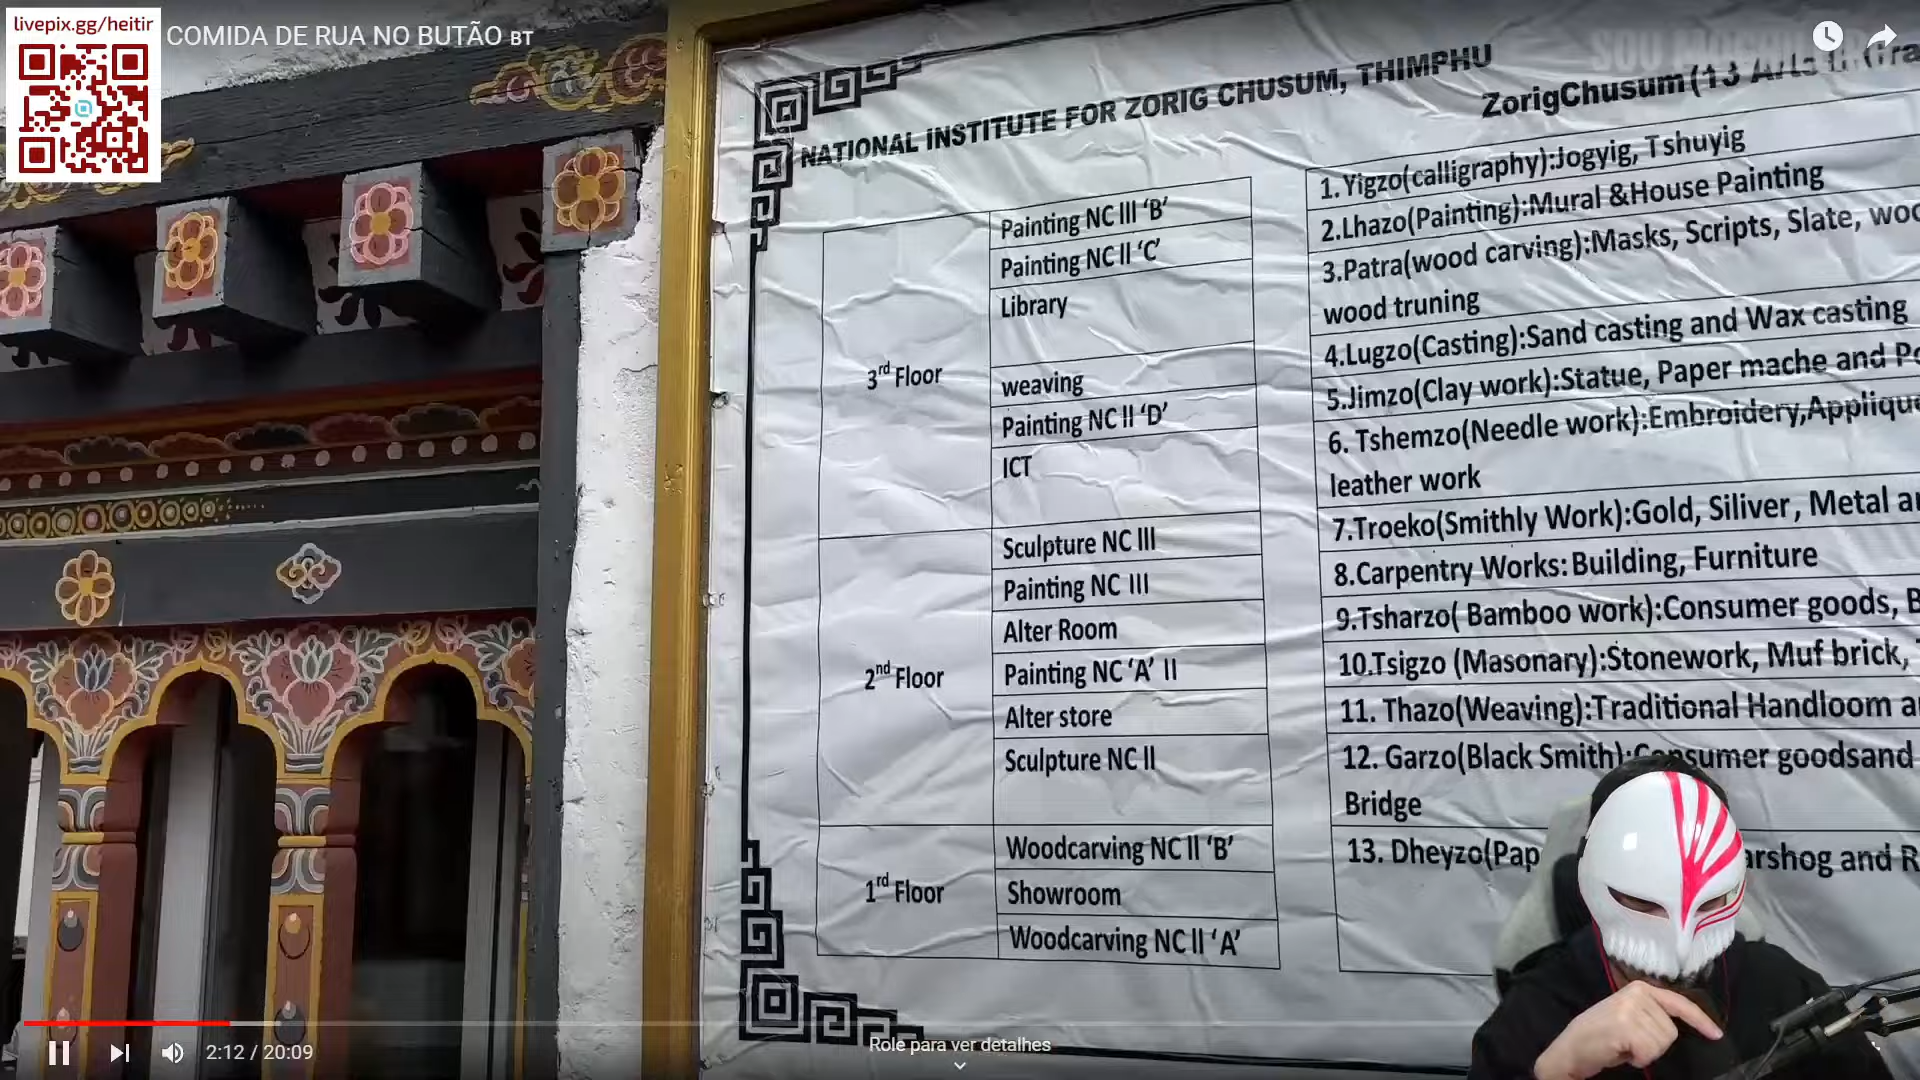 livepix.gg/heitir
COMIDA DE RUA NO BUTÃO BT
NATIONAL INSTITUTE FOR ZORIG CHUSUM, THIMPHU
3rd Floor
Painting NC III ‘B’
Painting NC II ‘C’
Library
weaving
Painting NC II ‘D’
ICT
2nd Floor
Sculpture NC III
Painting NC III
Alter Room
Painting NC ‘A’ II
Alter store
Sculpture NC II
1rd Floor
Woodcarving NC II ‘B’
Showroom
Woodcarving NC II ‘A’
ZorigChusum (13 Arts
1. Yigzo(calligraphy):Jogyig, Tshuyig
2.Lhazo(Painting):Mural &House Painting
3.Patra(wood carving):Masks, Scripts, Slate,
wood truning
4.Lugzo(Casting):Sand casting and Wax casting
5.Jimzo(Clay work):Statue, Paper mache and
6. Tshemzo(Needle work):Embroidery,Applique
leather work
7.Troeko(Smithly Work):Gold, Siliver, Metal
8.Carpentry Works: Building, Furniture
9.Tsharzo( Bamboo work):Consumer goods,
10.Tsigzo (Masonary):Stonework, Muf brick,
11. Thazo(Weaving):Traditional Handloom
12. Garzo(Black Smith):Consumer goodsand
Bridge
13. Dheyzo(Pap and
2:12 / 20:09
Role para ver detalhes